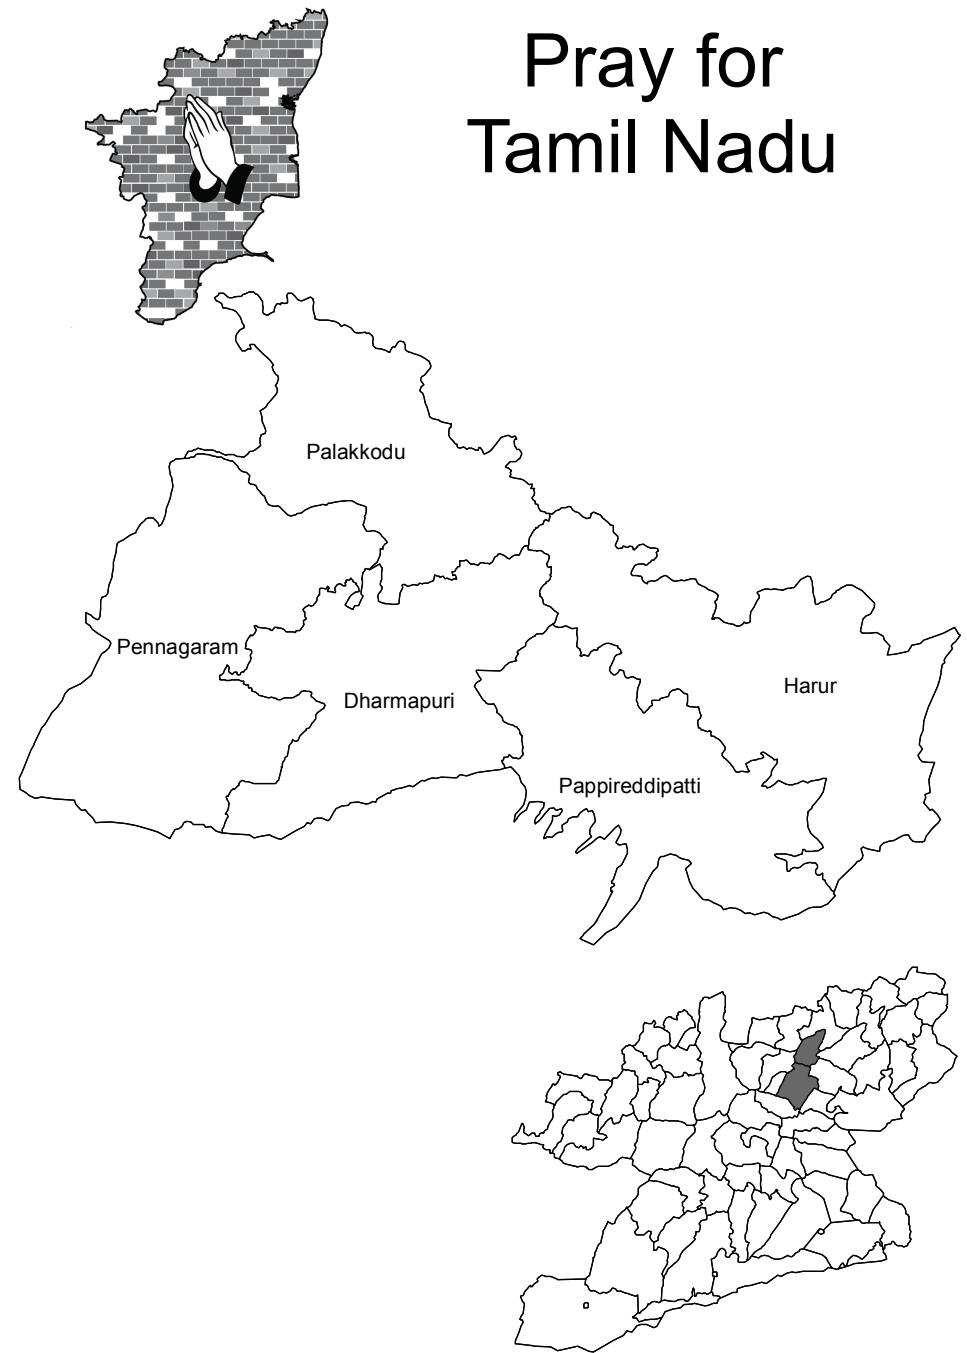 Pray for
Tamil Nadu
Palakkodu
Pennagaram
Harur
Dharmapuri
Pappireddipatti